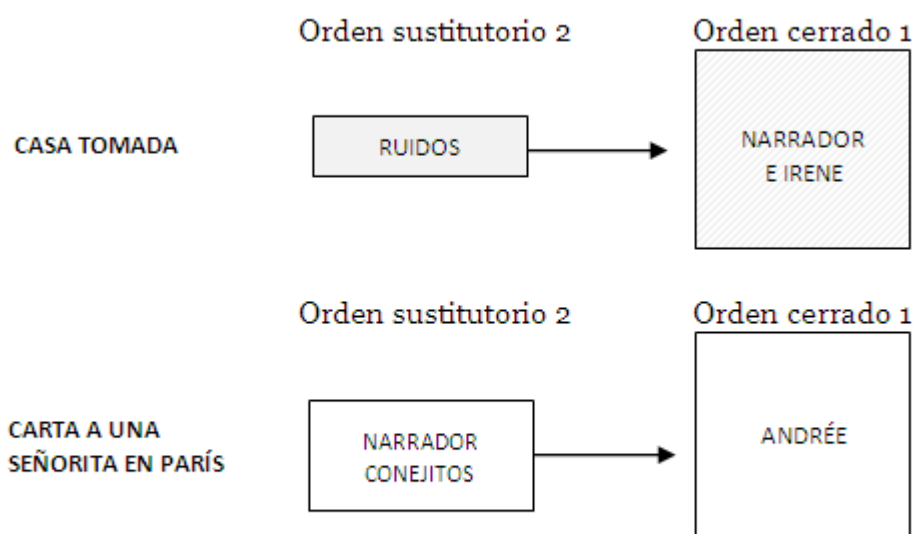 Orden sustitutorio 2
Orden cerrado 1
CASA TOMADA
RUIDOS
NARRADOR
E IRENE
Orden sustitutorio 2
Orden cerrado 1
CARTA A UNA
SEÑORITA EN PARÍS
NARRADOR
CONEJITOS
ANDRÉE